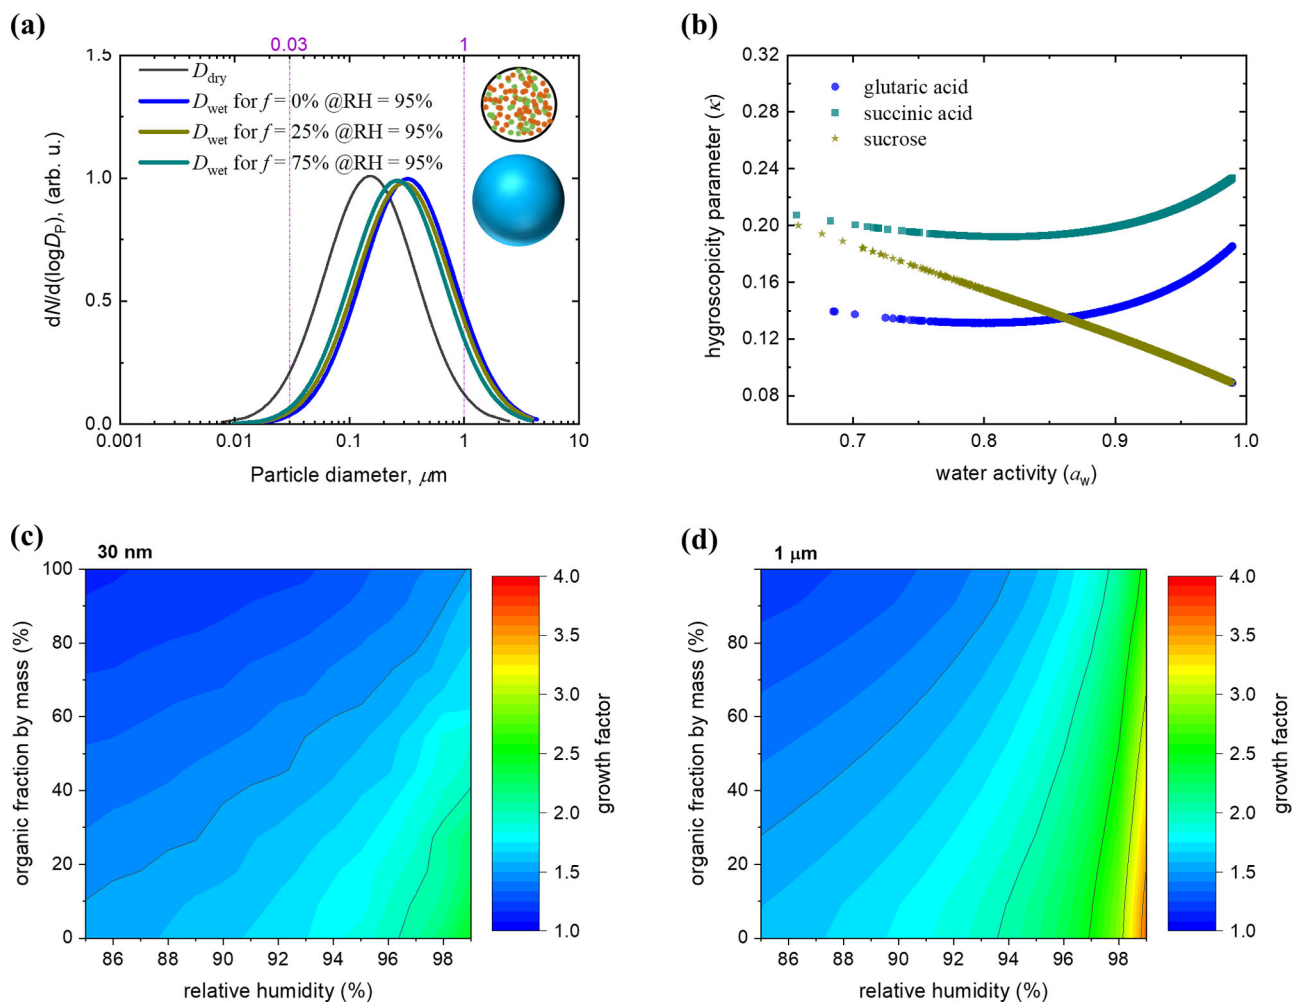 (a)
0.03
1
1.5
1.0
0.5
0.0
dN/d(logDP), (arb. u.)
Ddry
Dwet for f = 0% @RH = 95%
Dwet for f = 25% @RH = 95%
Dwet for f = 75% @RH = 95%
0.001
0.01
0.1
1
10
Particle diameter, μm
(b)
0.32
0.28
0.24
0.20
0.16
0.12
0.08
hygroscopicity parameter (κ)
glutaric acid
succinic acid
sucrose
0.7
0.8
0.9
1.0
water activity (aw)
(c)
30 nm
100
80
60
40
20
0
organic fraction by mass (%)
86
88
90
92
94
96
98
relative humidity (%)
4.0
3.5
3.0
2.5
2.0
1.5
1.0
growth factor
(d)
1 μm
80
60
40
20
0
organic fraction by mass (%)
86
88
90
92
94
96
98
relative humidity (%)
4.0
3.5
3.0
2.5
2.0
1.5
1.0
growth factor